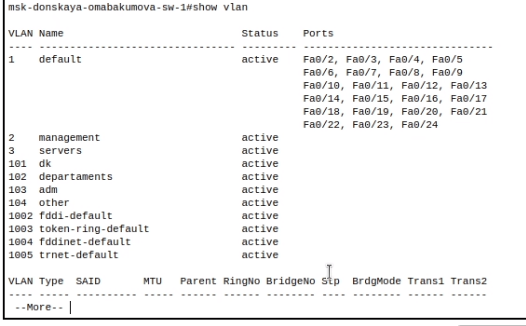 msk-donskaya-omabakumova-sw-1#show vlan
VLAN Name                             Status    Ports
---- -------------------------------- --------- -------------------------------
1    default                          active    Fa0/2, Fa0/3, Fa0/4, Fa0/5
                                                Fa0/6, Fa0/7, Fa0/8, Fa0/9
                                                Fa0/10, Fa0/11, Fa0/12, Fa0/13
                                                Fa0/14, Fa0/15, Fa0/16, Fa0/17
                                                Fa0/18, Fa0/19, Fa0/20, Fa0/21
                                                Fa0/22, Fa0/23, Fa0/24
2    management                       active
3    servers                          active
101  dk                               active
102  departaments                     active
103  adm                              active
104  other                            active
1002 fddi-default                     active
1003 token-ring-default               active
1004 fddinet-default                  active
1005 trnet-default                    active
VLAN Type  SAID       MTU   Parent RingNo BridgeNo Stp  BrdgMode Trans1 Trans2
---- ----- ---------- ----- ------ ------ -------- ---- -------- ------ ------
 --More--